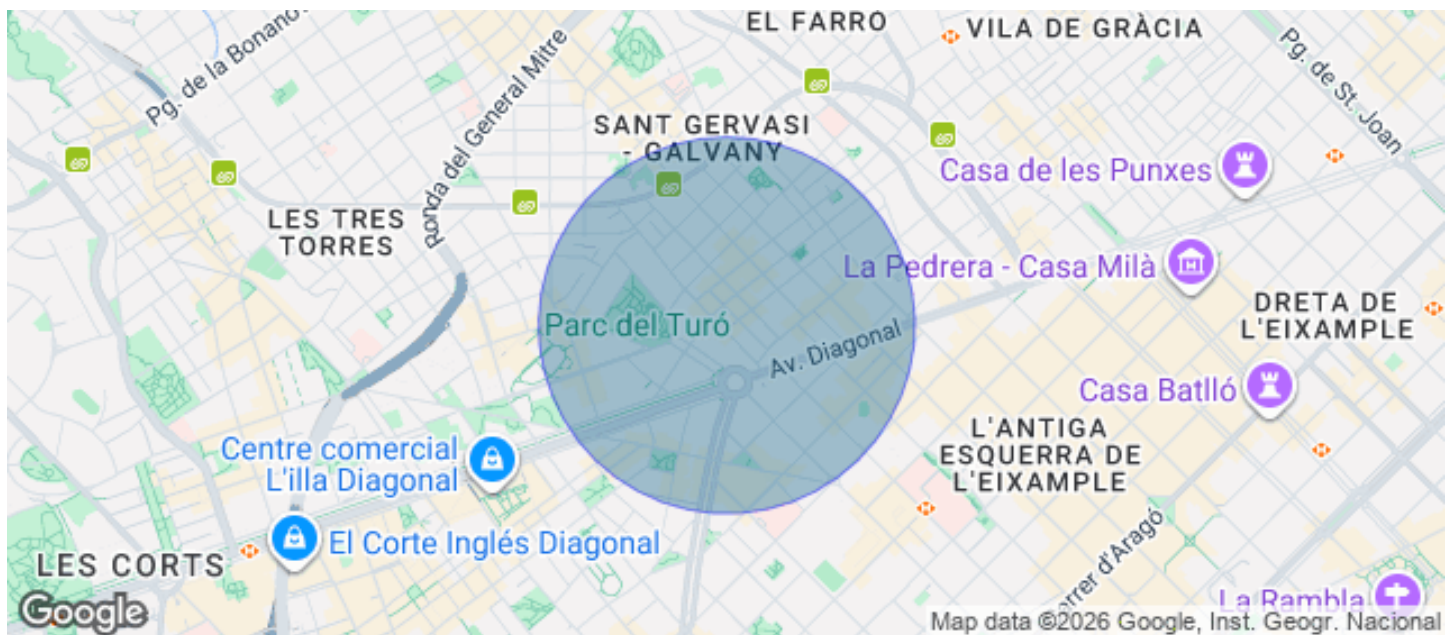 EL FARRÓ
VILA DE GRÀCIA
Pg. de la Bonano
Ronda del General Mitre
Pg. de St. Joan
SANT GERVASI
- GALVANY
Casa de les Punxes
LES TRES
TORRES
La Pedrera - Casa Milà
DRETA DE
L'EIXAMPLE
Parc del Turó
Av. Diagonal
Casa Batlló
Centre comercial
L'illa Diagonal
L'ANTIGA
ESQUERRA DE
L'EIXAMPLE
El Corte Inglés Diagonal
LES CORTS
errer d'Aragó
La Rambla
Google
Map data ©2026 Google, Inst. Geogr. Nacional